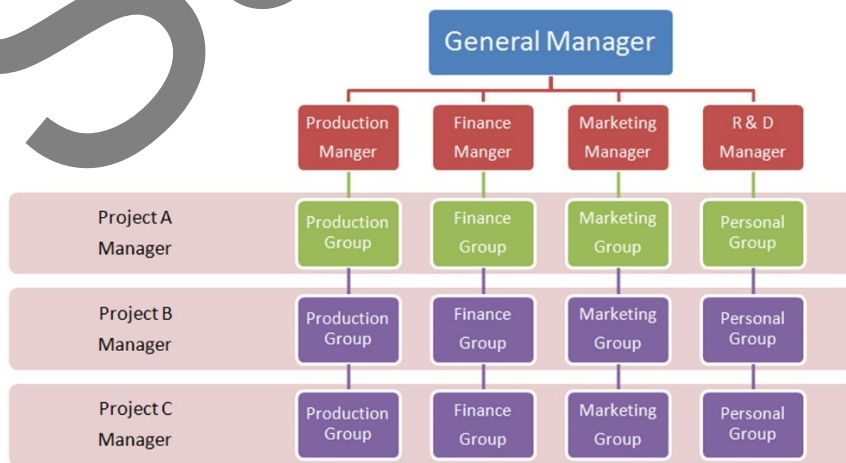 General Manager
Production
Manger
Finance
Manger
Marketing
Manager
R & D
Manager
Project A
Manager
Production
Group
Finance
Group
Marketing
Group
Personal
Group
Project B
Manager
Production
Group
Finance
Group
Marketing
Group
Personal
Group
Project C
Manager
Production
Group
Finance
Group
Marketing
Group
Personal
Group